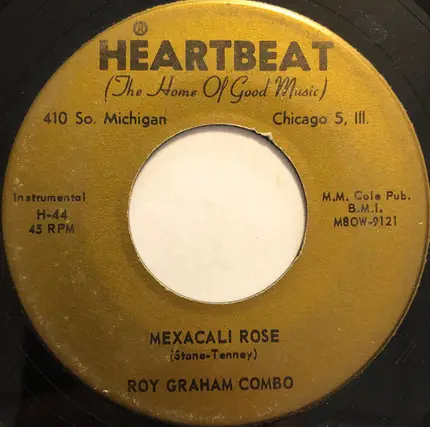 ®
HEARTBEAT
(The Home Of Good Music)
410 So. Michigan Chicago 5, Ill.
Instrumental
H-44
45 RPM
M.M. Cole Pub.
B.M.I.
M8OW-9121
MEXACALI ROSE
(Stone-Tenney)
ROY GRAHAM COMBO